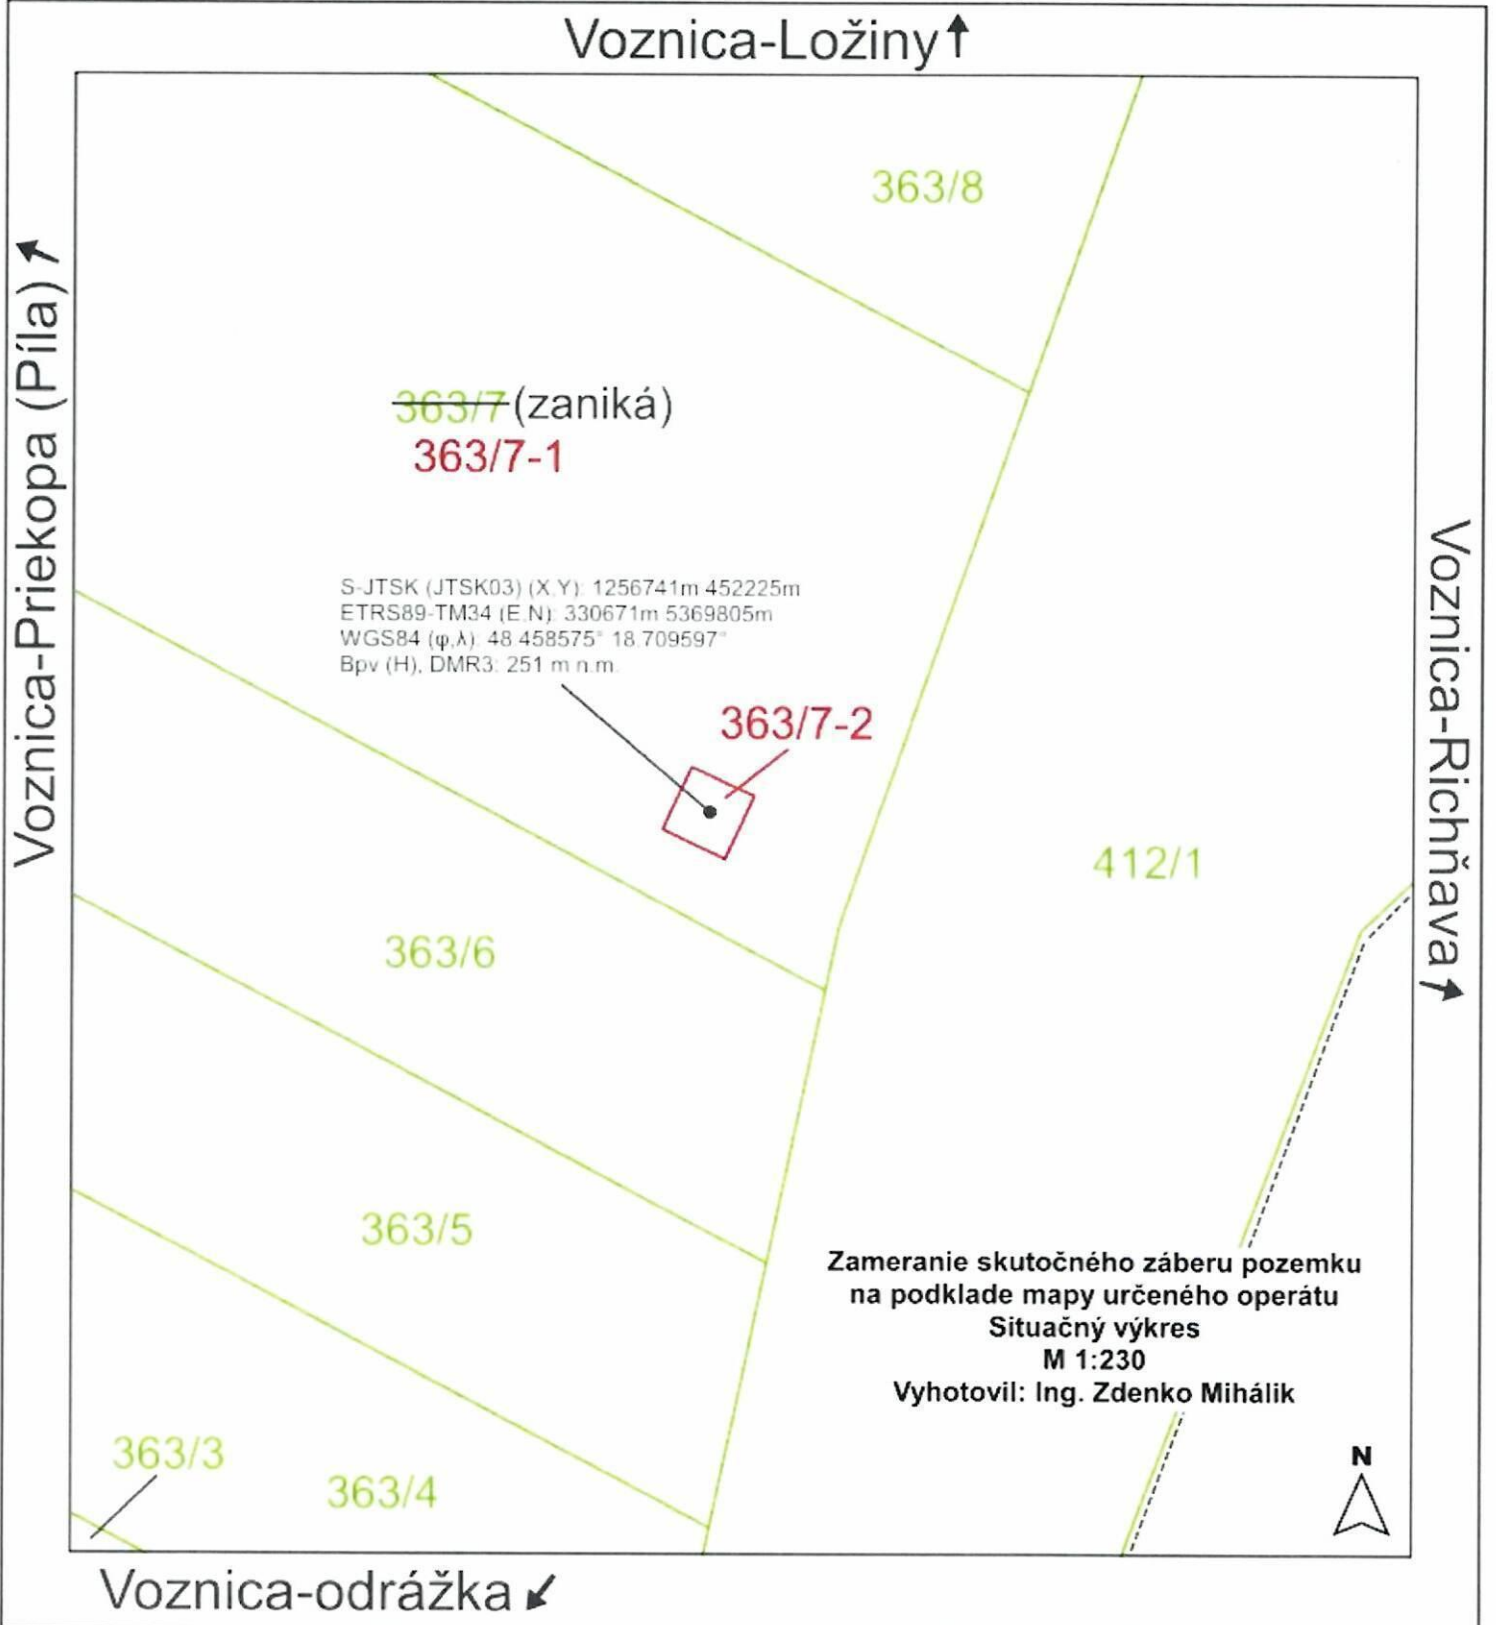 Voznica-Ložiny
363/8
Voznica-Priekopa (Píla)
363/7 (zaniká)
363/7-1
S-JTSK (JTSK03) (X,Y): 1256741m 452225m
ETRS89-TM34 (E,N): 330671m 5369805m
WGS84 (φ,λ): 48.458575° 18.709597°
Bpv (H), DMR3: 251 m n.m.
363/7-2
Voznica-Richňava
412/1
363/6
363/5
Zameranie skutočného záberu pozemku
na podklade mapy určeného operátu
Situačný výkres
M 1:230
Vyhotovil: Ing. Zdenko Mihálik
363/3
363/4
N
Voznica-odrážka